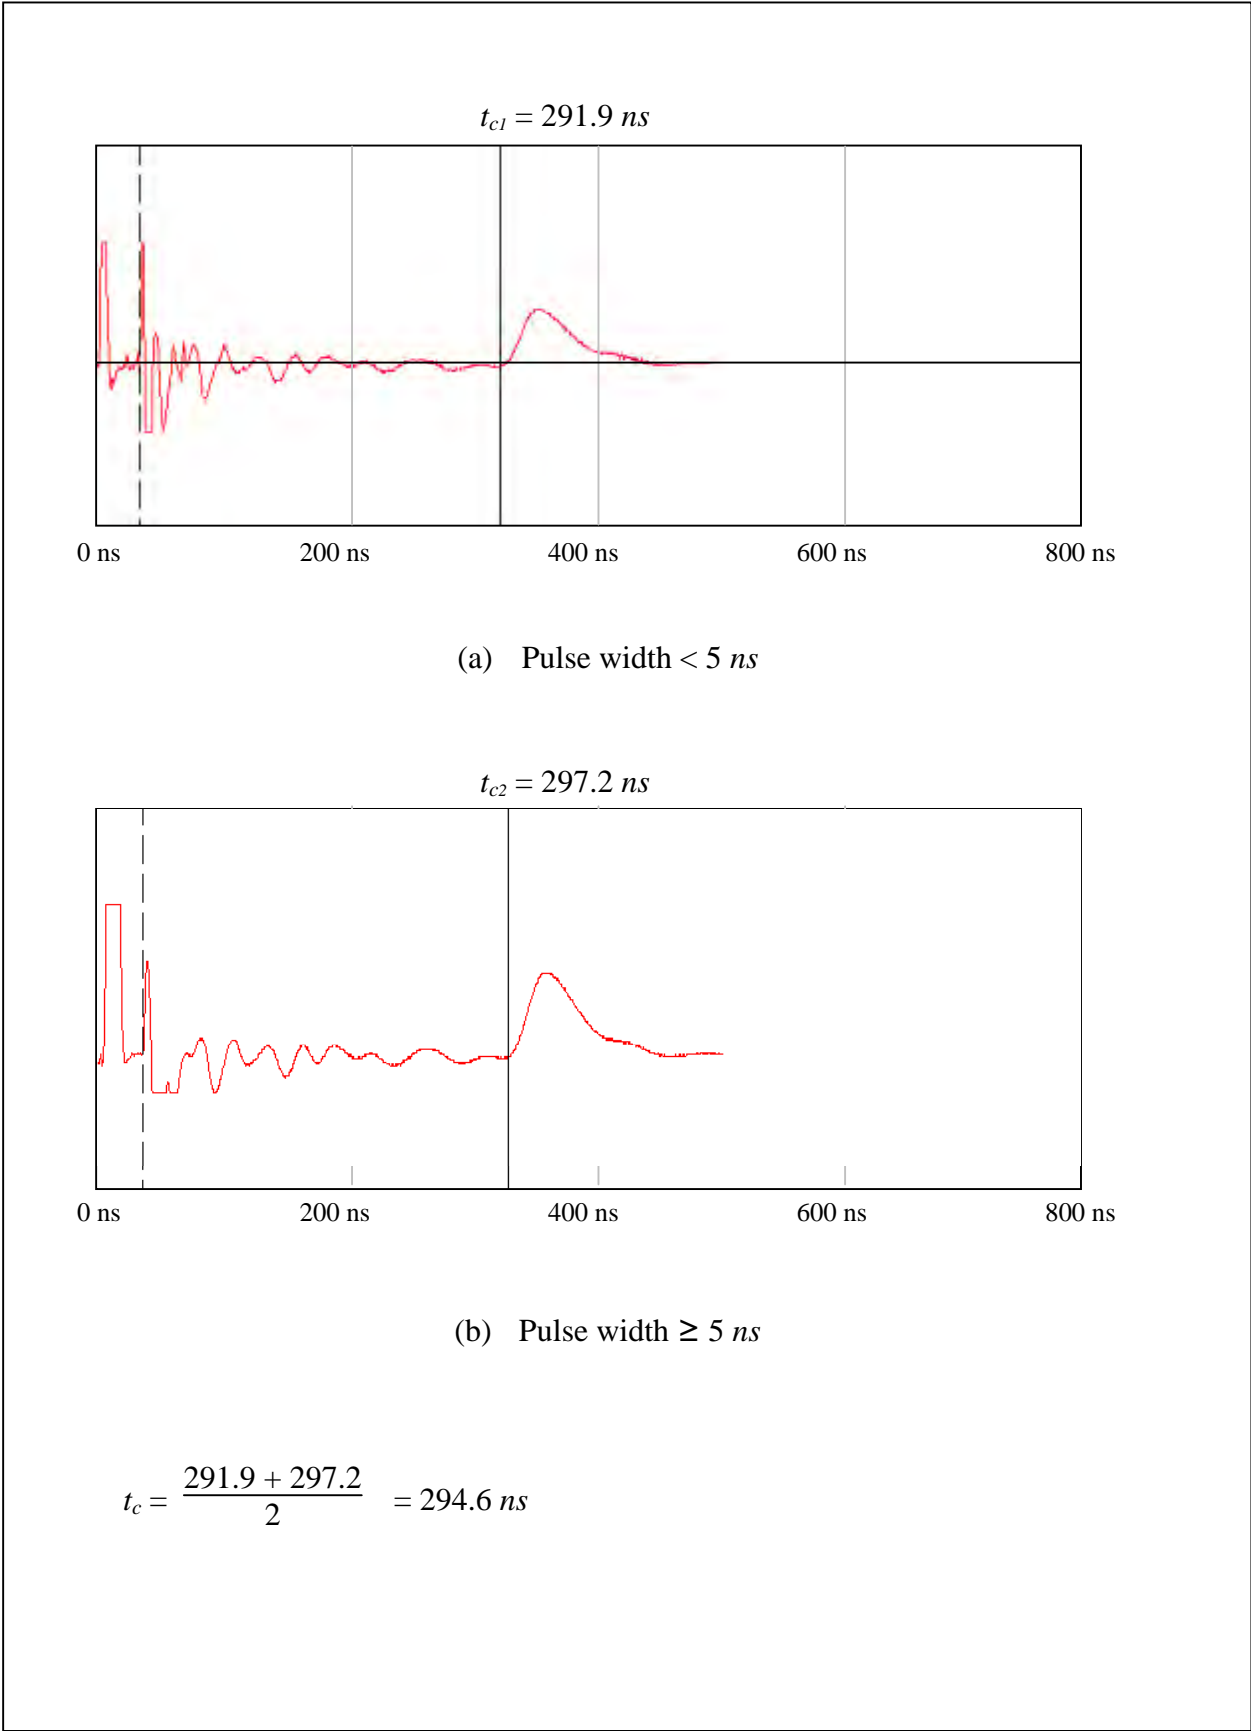 t_c1 = 291.9 ns
0 ns 200 ns 400 ns 600 ns 800 ns
(a) Pulse width < 5 ns
t_c2 = 297.2 ns
0 ns 200 ns 400 ns 600 ns 800 ns
(b) Pulse width ≥ 5 ns
t_c = (291.9 + 297.2) / 2 = 294.6 ns